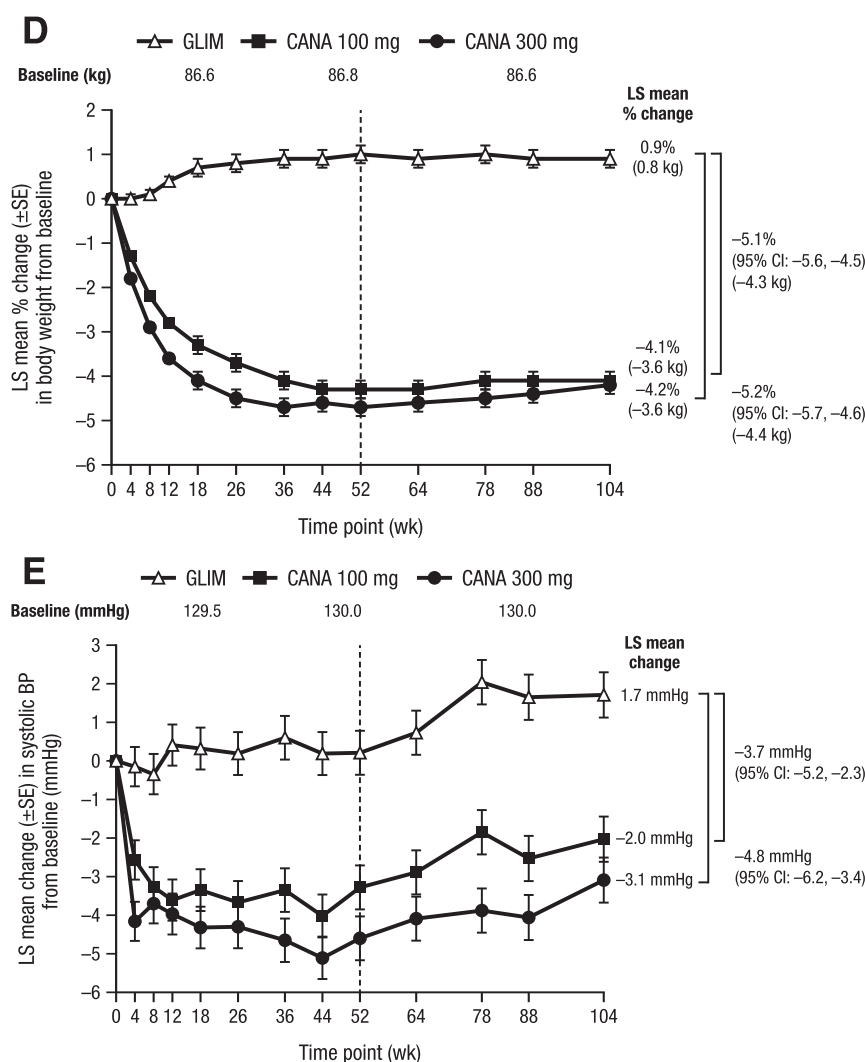 D
GLIM CANA 100 mg CANA 300 mg
Baseline (kg) 86.6 86.8 86.6
LS mean
% change
2
1
0
–1
–2
–3
–4
–5
–6
LS mean % change (±SE)
in body weight from baseline
0.9%
(0.8 kg)
–5.1%
(95% CI: –5.6, –4.5)
(–4.3 kg)
–4.1%
(–3.6 kg)
–4.2%
(–3.6 kg)
–5.2%
(95% CI: –5.7, –4.6)
(–4.4 kg)
0 4 8 12 18 26 36 44 52 64 78 88 104
Time point (wk)
E
GLIM CANA 100 mg CANA 300 mg
Baseline (mmHg) 129.5 130.0 130.0
LS mean
change
3
2
1
0
–1
–2
–3
–4
–5
–6
LS mean change (±SE) in systolic BP
from baseline (mmHg)
1.7 mmHg
–3.7 mmHg
(95% CI: –5.2, –2.3)
–2.0 mmHg
–3.1 mmHg
–4.8 mmHg
(95% CI: –6.2, –3.4)
0 4 8 12 18 26 36 44 52 64 78 88 104
Time point (wk)